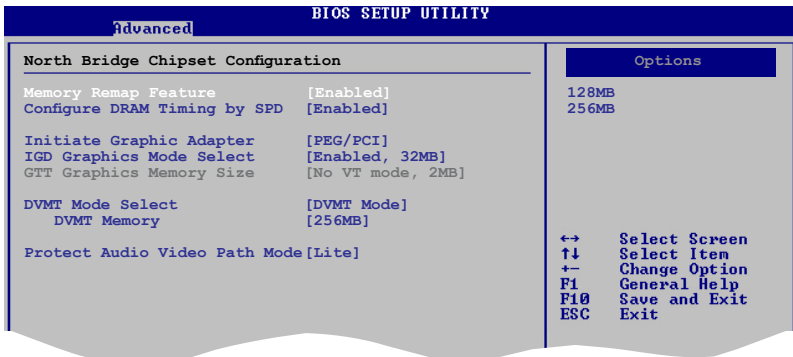 BIOS SETUP UTILITY
Advanced
North Bridge Chipset Configuration
Memory Remap Feature [Enabled]
Configure DRAM Timing by SPD [Enabled]
Initiate Graphic Adapter [PEG/PCI]
IGD Graphics Mode Select [Enabled, 32MB]
GTT Graphics Memory Size [No VT mode, 2MB]
DVMT Mode Select [DVMT Mode]
DVMT Memory [256MB]
Protect Audio Video Path Mode [Lite]
Options
128MB
256MB
←→ Select Screen
↑↓ Select Item
+- Change Option
F1 General Help
F10 Save and Exit
ESC Exit